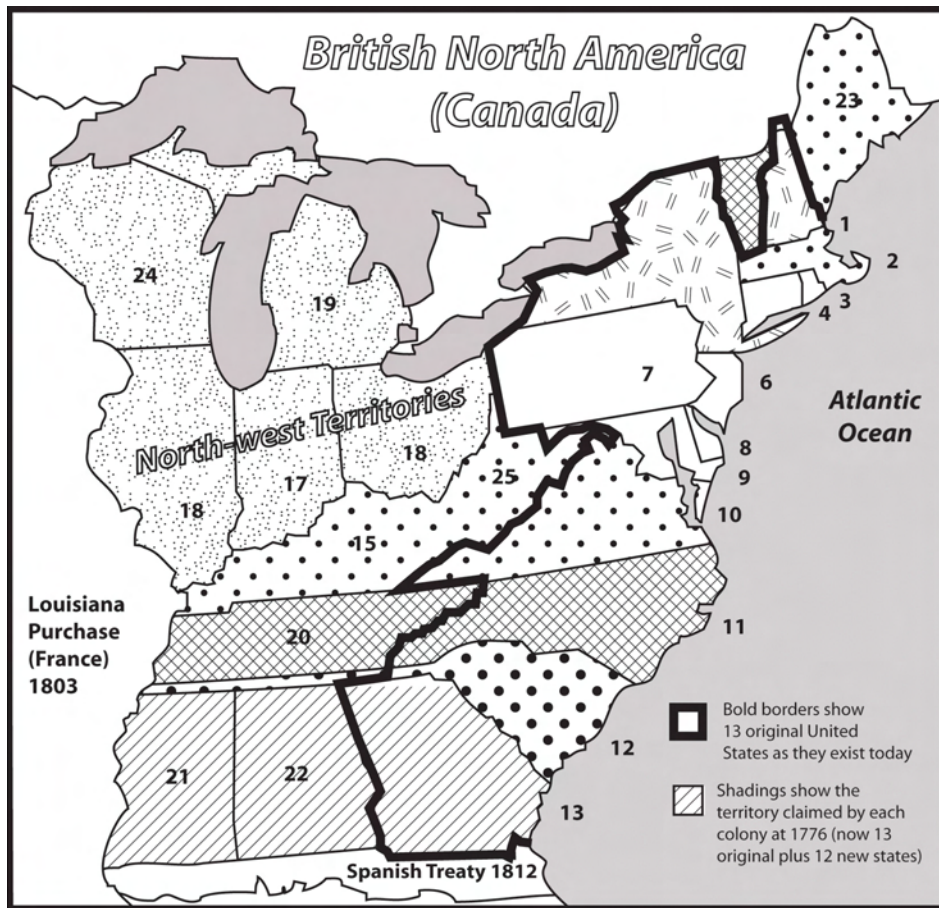 British North America
(Canada)
23
1
2
3
4
24
19
7
6
Atlantic
Ocean
North-west Territories
18
8
25
9
17
18
10
15
Louisiana
Purchase
(France)
1803
20
11
Bold borders show
13 original United
States as they exist today
12
21
22
13
Shadings show the
territory claimed by each
colony at 1776 (now 13
original plus 12 new states)
Spanish Treaty 1812